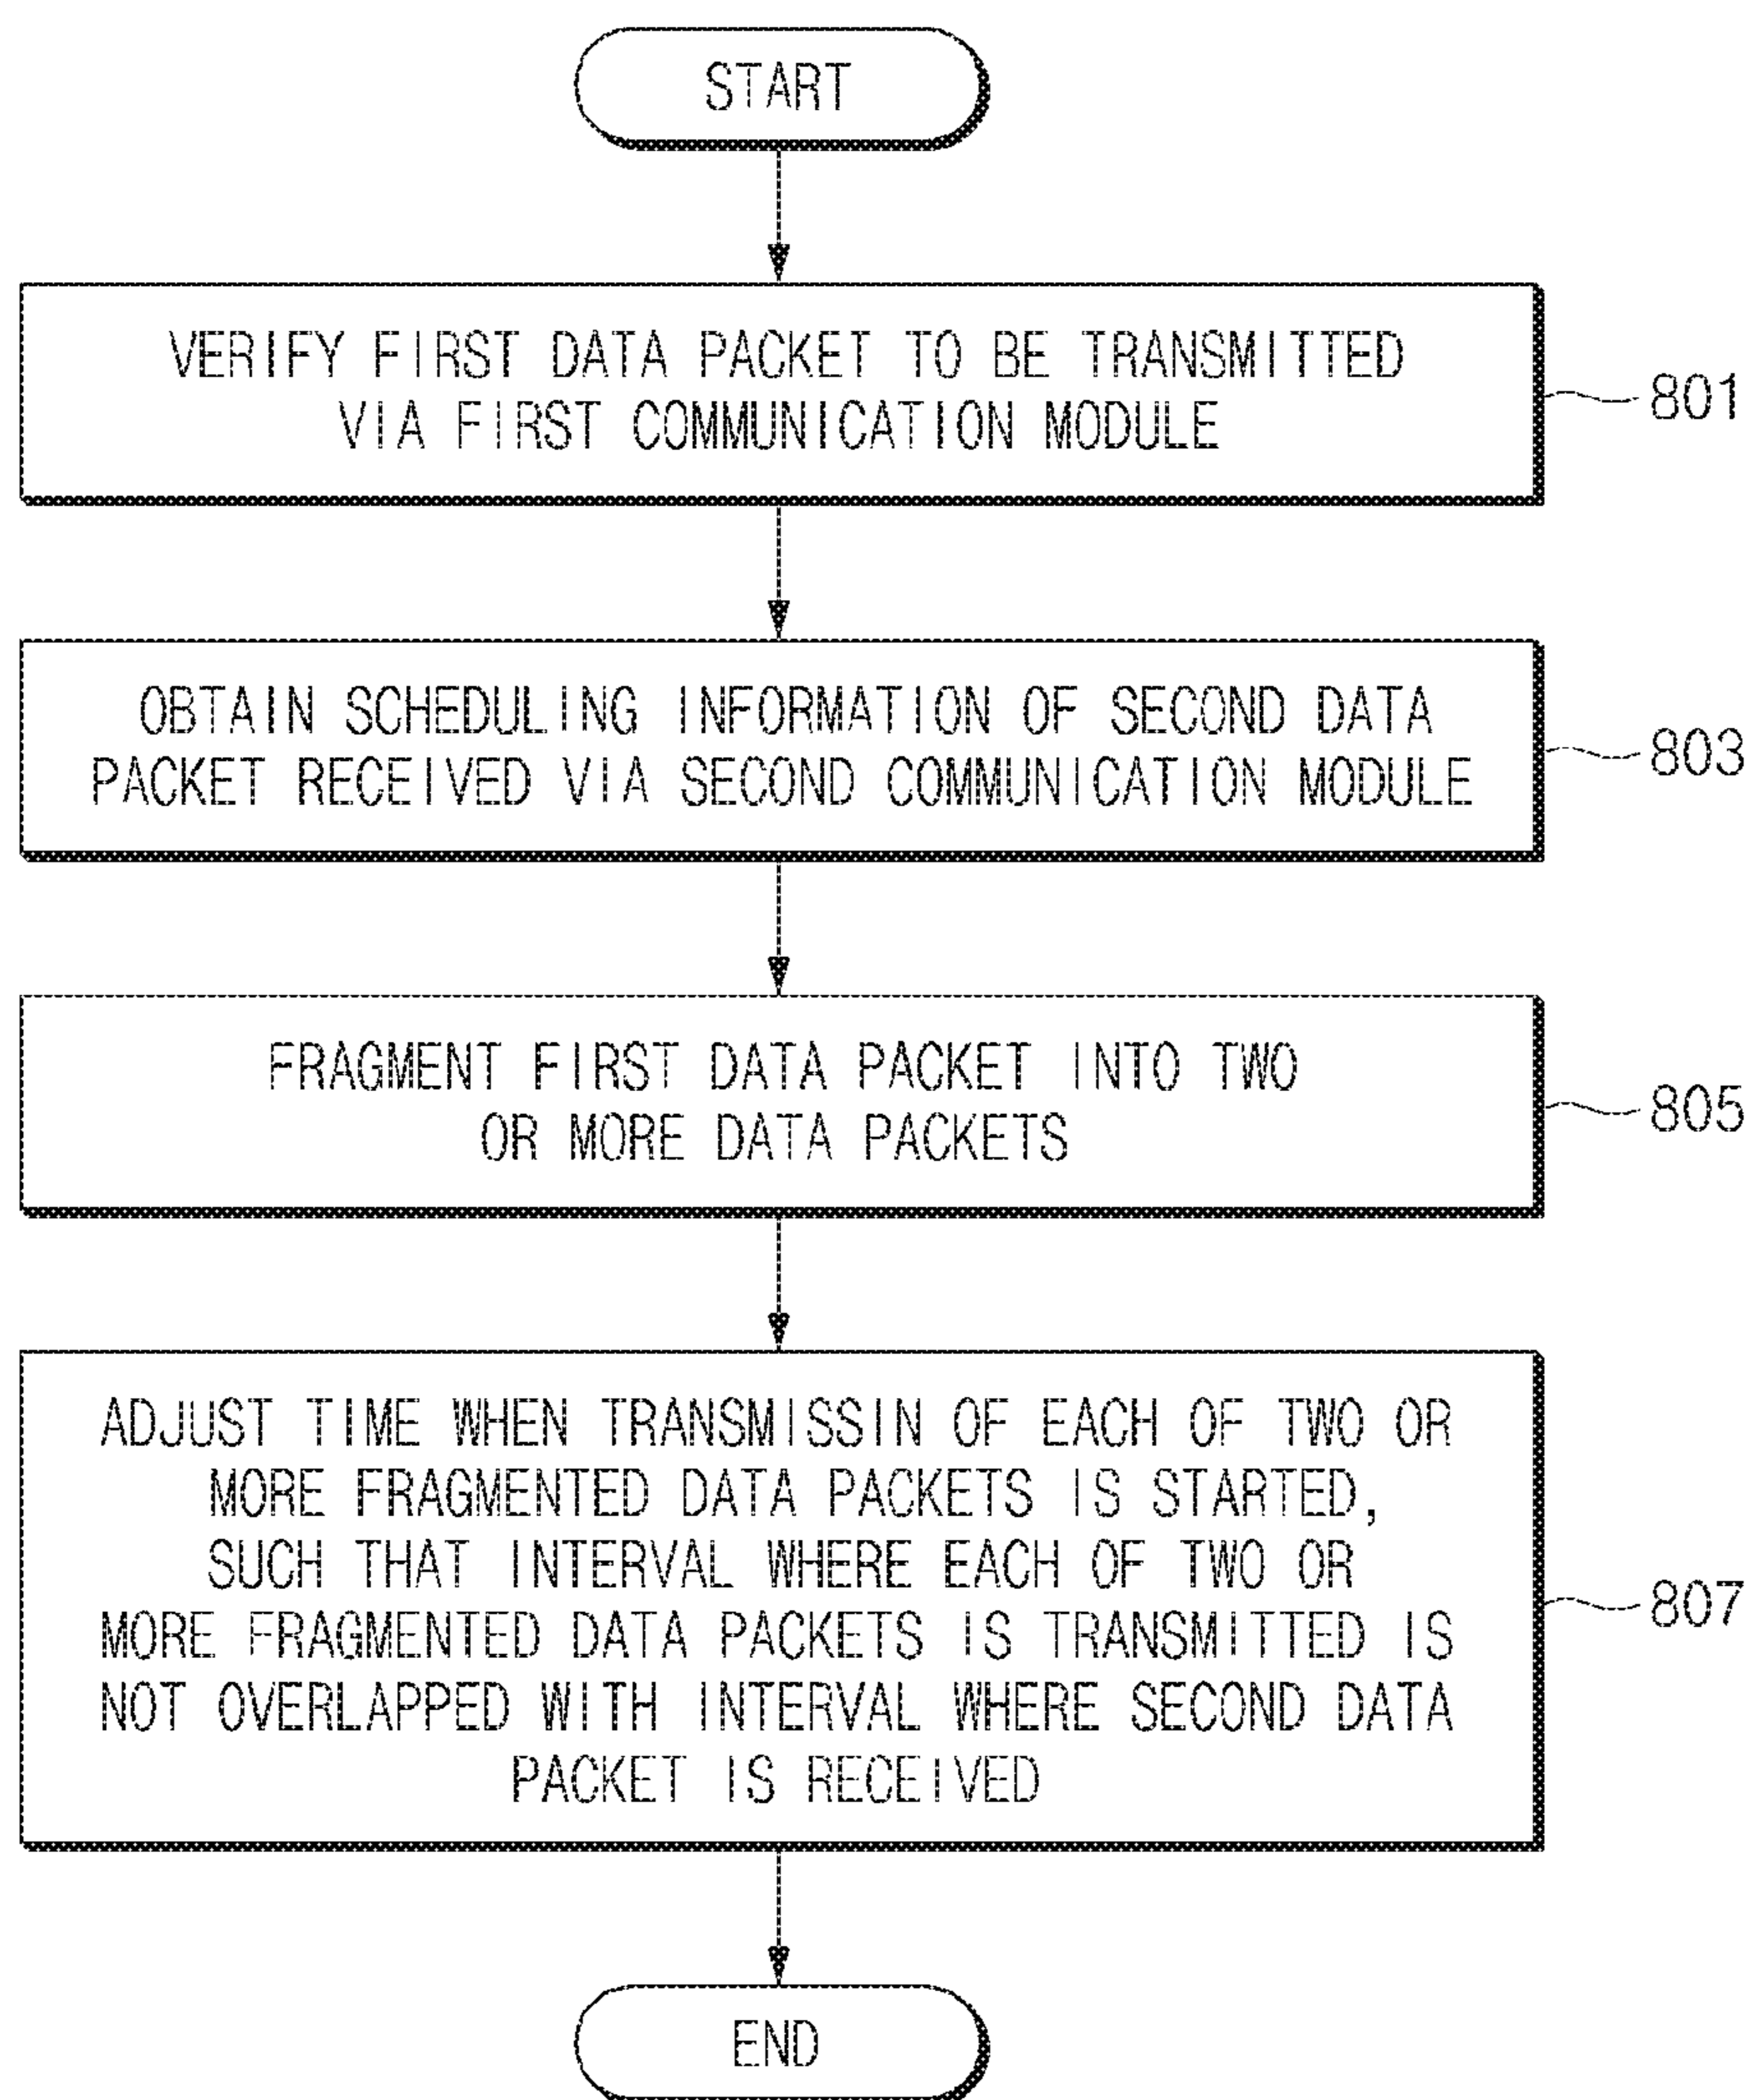 START
VERIFY FIRST DATA PACKET TO BE TRANSMITTED
VIA FIRST COMMUNICATION MODULE
801
OBTAIN SCHEDULING INFORMATION OF SECOND DATA
PACKET RECEIVED VIA SECOND COMMUNICATION MODULE
803
FRAGMENT FIRST DATA PACKET INTO TWO
OR MORE DATA PACKETS
805
ADJUST TIME WHEN TRANSMISSIN OF EACH OF TWO OR
MORE FRAGMENTED DATA PACKETS IS STARTED,
SUCH THAT INTERVAL WHERE EACH OF TWO OR
MORE FRAGMENTED DATA PACKETS IS TRANSMITTED IS
NOT OVERLAPPED WITH INTERVAL WHERE SECOND DATA
PACKET IS RECEIVED
807
END